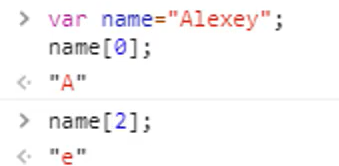 > var name="Alexey";
name[0];
<· "A"
> name[2];
<· "e"